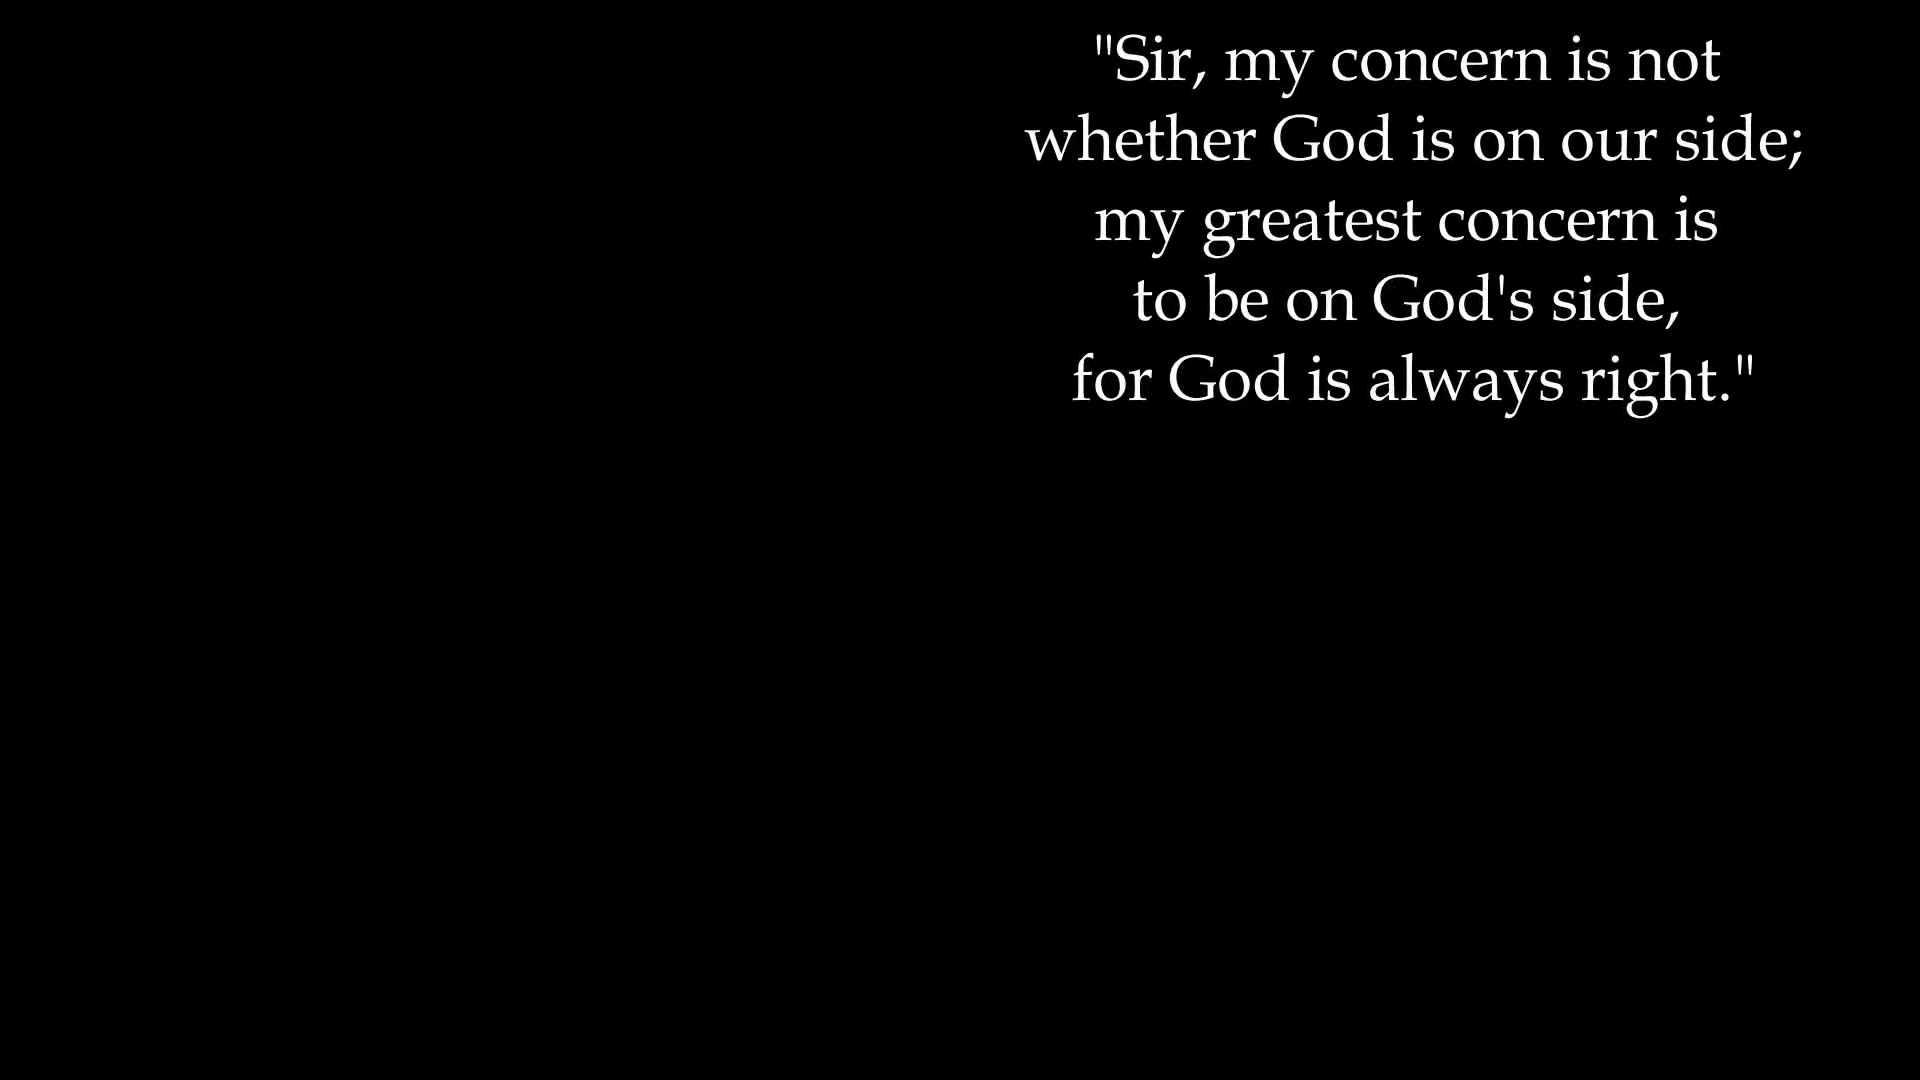 "Sir, my concern is not
whether God is on our side;
my greatest concern is
to be on God's side,
for God is always right."